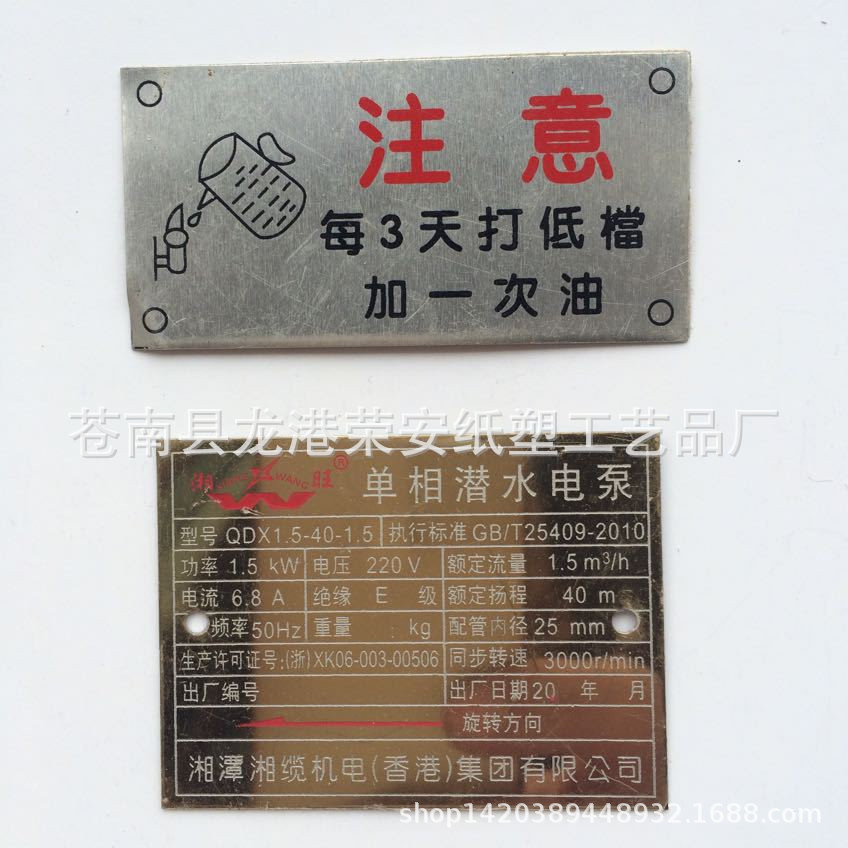 注意
每3天打低檔
加一次油
苍南县龙港荣安纸塑工艺品厂
湘 WANG 旺 ® 单相潜水电泵
型号 QDX1.5-40-1.5 执行标准 GB/T25409-2010
功率 1.5 kW 电压 220 V 额定流量 1.5 m³/h
电流 6.8 A 绝缘 E 级 额定扬程 40 m
频率 50Hz 重量 kg 配管内径 25 mm
生产许可证号:(浙)XK06-003-00506 同步转速 3000r/min
出厂编号 出厂日期20 年 月
旋转方向
湘潭湘缆机电(香港)集团有限公司
shop1420389448932.1688.com